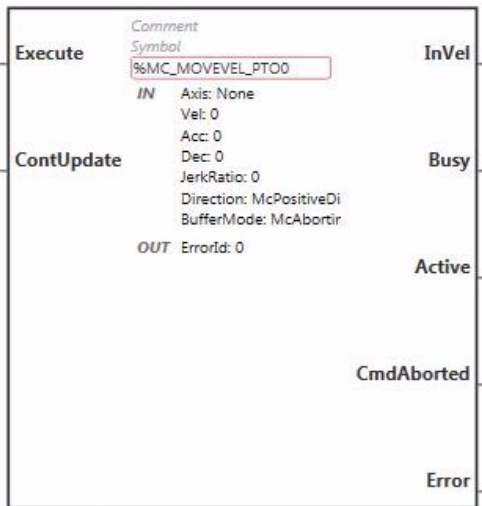 Comment
Symbol
Execute
InVel
%MC_MOVEVEL_PTO0
IN Axis: None
Vel: 0
Acc: 0
ContUpdate
Dec: 0
Busy
JerkRatio: 0
Direction: McPositiveDi
BufferMode: McAbortir
OUT ErrorId: 0
Active
CmdAborted
Error